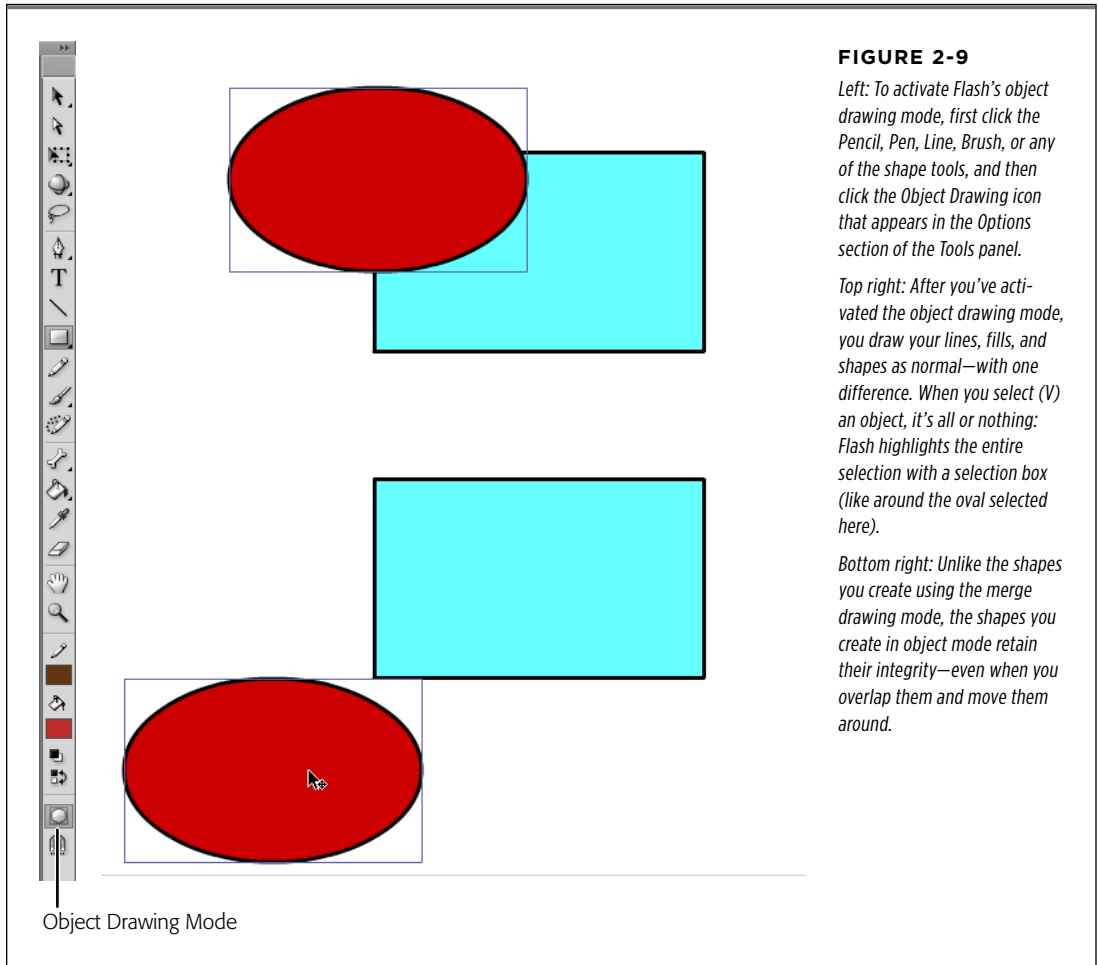 FIGURE 2-9
Left: To activate Flash's object
drawing mode, first click the
Pencil, Pen, Line, Brush, or any
of the shape tools, and then
click the Object Drawing icon
that appears in the Options
section of the Tools panel.
Top right: After you've acti-
vated the object drawing mode,
you draw your lines, fills, and
shapes as normal—with one
difference. When you select (V)
an object, it's all or nothing:
Flash highlights the entire
selection with a selection box
(like around the oval selected
here).
Bottom right: Unlike the shapes
you create using the merge
drawing mode, the shapes you
create in object mode retain
their integrity—even when you
overlap them and move them
around.
T
Object Drawing Mode